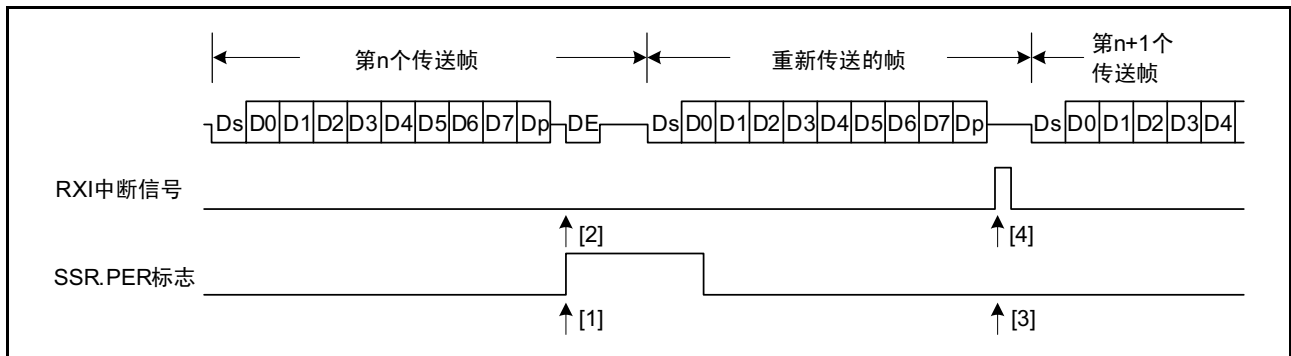 第n个传送帧
重新传送的帧
第n+1个
传送帧
Ds D0 D1 D2 D3 D4 D5 D6 D7 Dp DE Ds D0 D1 D2 D3 D4 D5 D6 D7 Dp Ds D0 D1 D2 D3 D4
RXI中断信号
[2] [4]
SSR.PER标志
[1] [3]